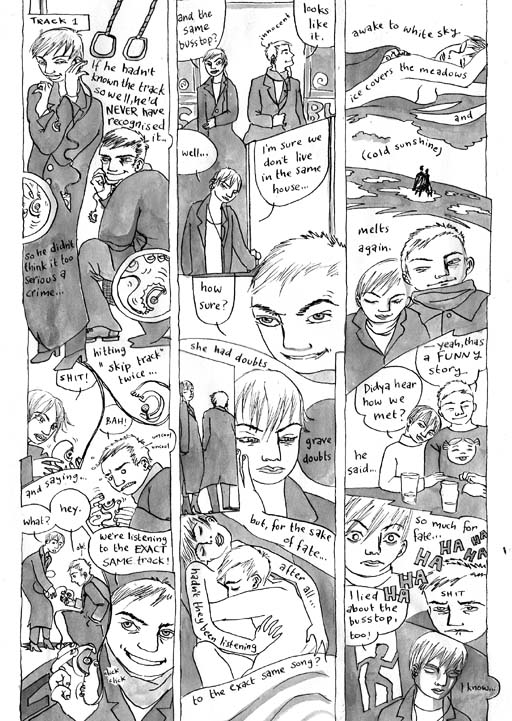 TRACK 1
If he hadn't
known the track
so well, he'd
NEVER have
recognised
it...
so he didn't
think it too
serious a
crime...
hitting
"skip track"
twice...
SHIT!
BAH!
uncool
uncool
and saying...
what?
hey.
ok.
we're listening
to the EXACT
SAME track!
click
click
and the
same
busstop?
innocent
looks
like
it.
well...
I'm sure we
don't live
in the same
house...
how
sure?
she had doubts
grave
doubts
but, for the sake
of fate...
after all...
hadn't they been listening
to the exact same song?
awake to white sky.
ice covers the meadows
and
(cold sunshine)
melts
again.
—yeah, thas
a FUNNY
story
Didya hear
how we
met?
he
said...
so much for
fate...
HA HA HA
HA HA
HA
I lied
about the
busstop,
too!
SHIT
I know...